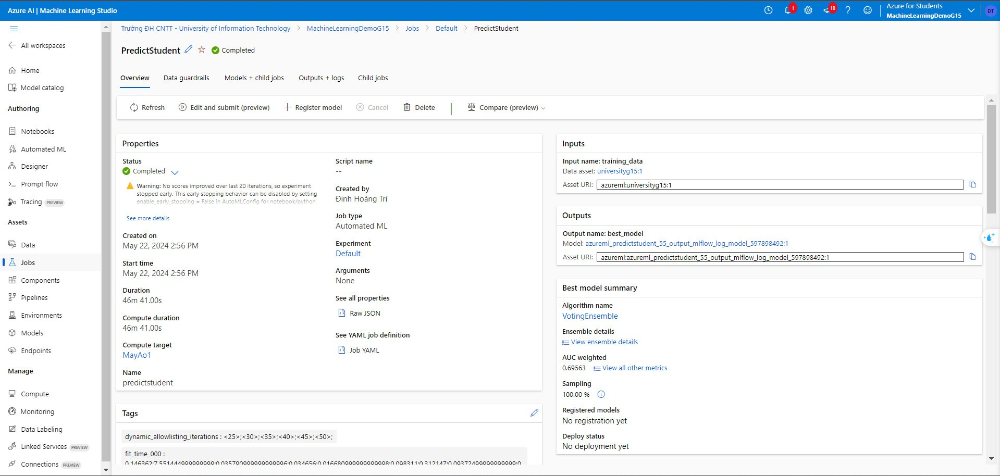 Azure AI | Machine Learning Studio
1
18
Azure for Students
MachineLearningDemoG15
ĐT
All workspaces
Home
Model catalog
Authoring
Notebooks
Automated ML
Designer
Prompt flow
Tracing PREVIEW
Assets
Data
Jobs
Components
Pipelines
Environments
Models
Endpoints
Manage
Compute
Monitoring
Data Labeling
Linked Services PREVIEW
Connections PREVIEW
Trường ĐH CNTT - University of Information Technology > MachineLearningDemoG15 > Jobs > Default > PredictStudent
PredictStudent Completed
Overview Data guardrails Models + child jobs Outputs + logs Child jobs
Refresh Edit and submit (preview) Register model Cancel Delete Compare (preview)
Properties
Status
Completed
Warning: No scores improved over last 20 iterations, so experiment
stopped early. This early stopping behavior can be disabled by setting
enable_early_stopping = False in AutoMLConfig for notebook/python
See more details
Created on
May 22, 2024 2:56 PM
Start time
May 22, 2024 2:56 PM
Duration
46m 41.00s
Compute duration
46m 41.00s
Compute target
MayAo1
Name
predictstudent
Script name
--
Created by
Đinh Hoàng Trí
Job type
Automated ML
Experiment
Default
Arguments
None
See all properties
Raw JSON
See YAML job definition
Job YAML
Tags
dynamic_allowlisting_iterations : <25>;<30>;<35>;<40>;<45>;<50>;
fit_time_000 :
0.146362;7.551444999999999;0.035790999999999996;0.034656;0.016680999999999998;0.098311;0.312147;0.09372499999999999;0
Inputs
Input name: training_data
Data asset: universityg15:1
Asset URI: azureml:universityg15:1
Outputs
Output name: best_model
Model: azureml_predictstudent_55_output_mlflow_log_model_597898492:1
Asset URI: azureml:azureml_predictstudent_55_output_mlflow_log_model_597898492:1
Best model summary
Algorithm name
VotingEnsemble
Ensemble details
View ensemble details
AUC weighted
0.69563 View all other metrics
Sampling
100.00 %
Registered models
No registration yet
Deploy status
No deployment yet